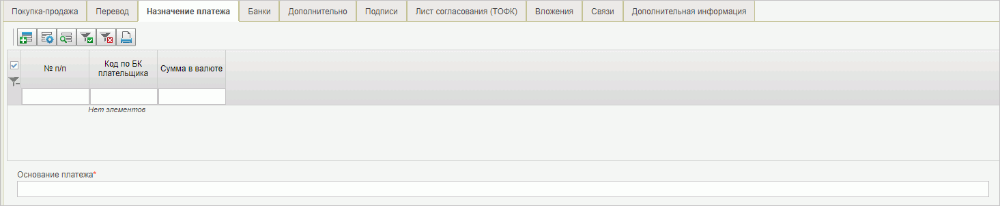 Покупка-продажа Перевод Назначение платежа Банки Дополнительно Подписи Лист согласования (ТОФК) Вложения Связи Дополнительная информация
№ п/п Код по БК плательщика Сумма в валюте
Нет элементов
Основание платежа*